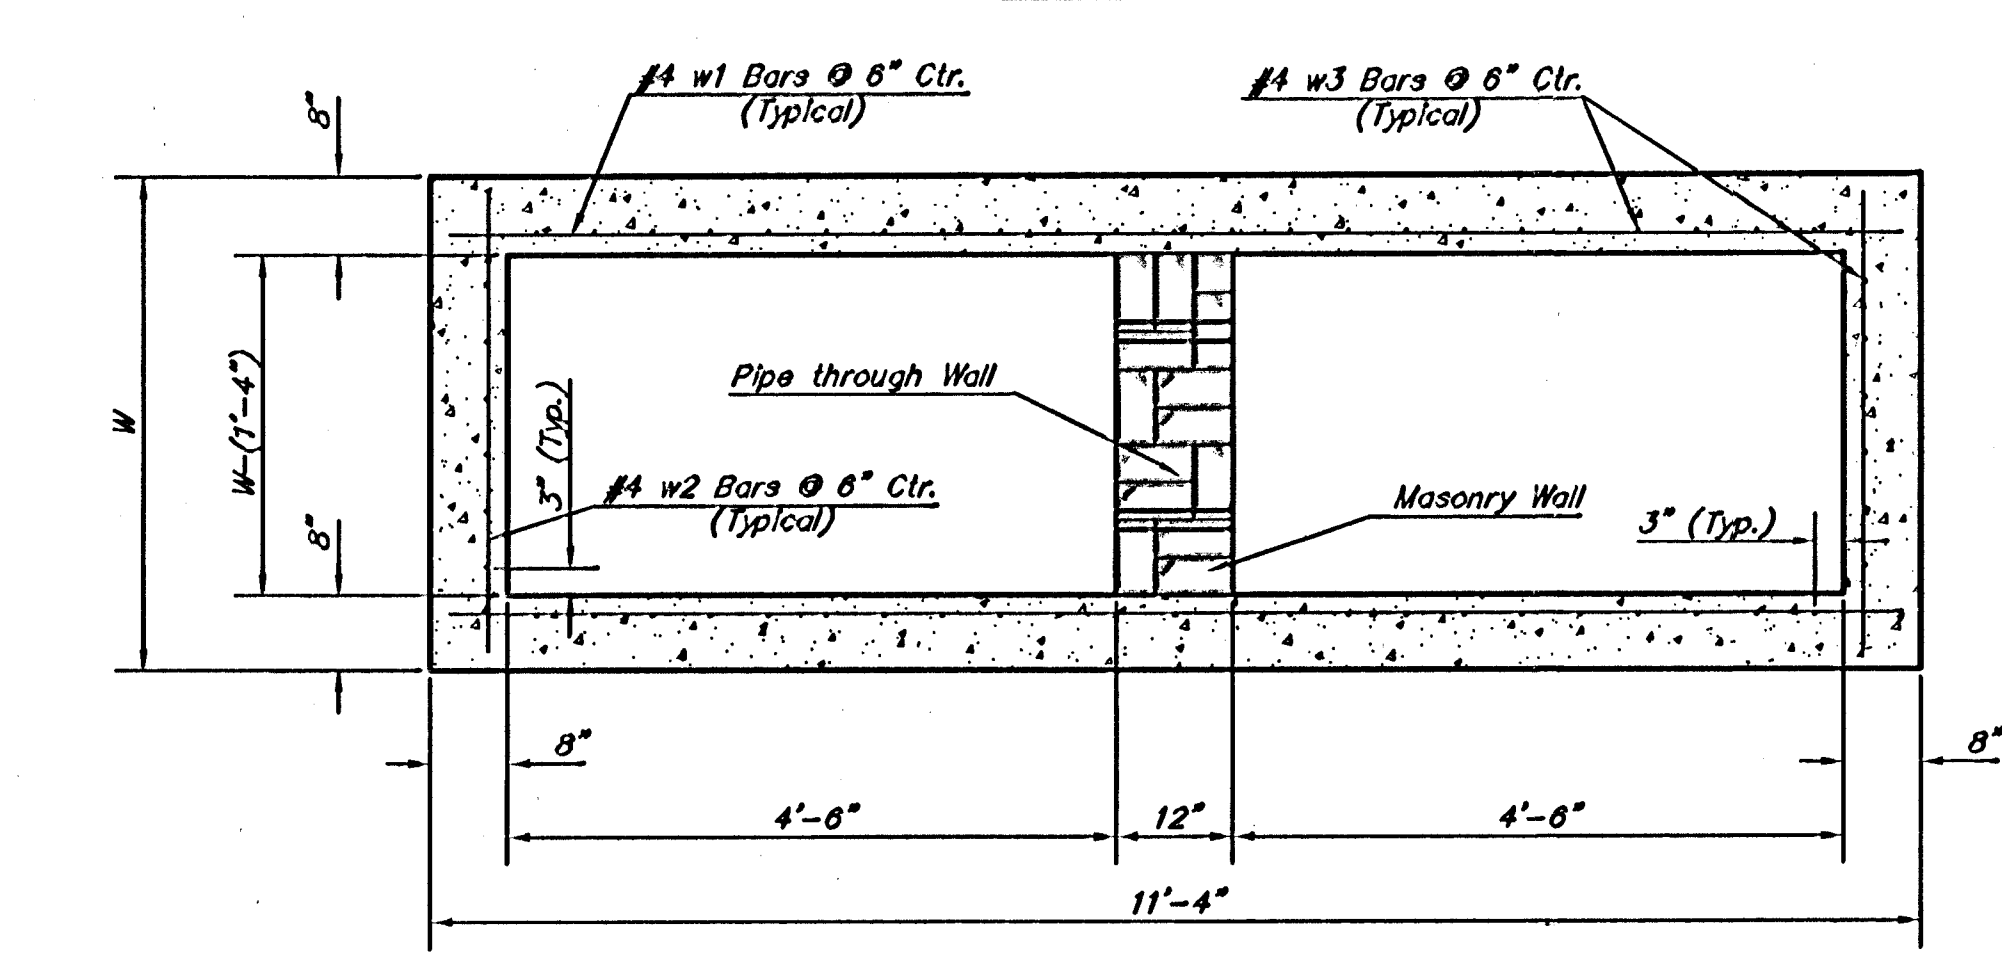 #4 w1 Bars @ 6" Ctr.
(Typical)
#4 w3 Bars @ 6" Ctr.
(Typical)
8"
W
W-(1'-4")
8"
Pipe through Wall
3" (Typ.)
#4 w2 Bars @ 6" Ctr.
(Typical)
Masonry Wall
3" (Typ.)
8"
8"
4'-6"
12"
4'-6"
11'-4"